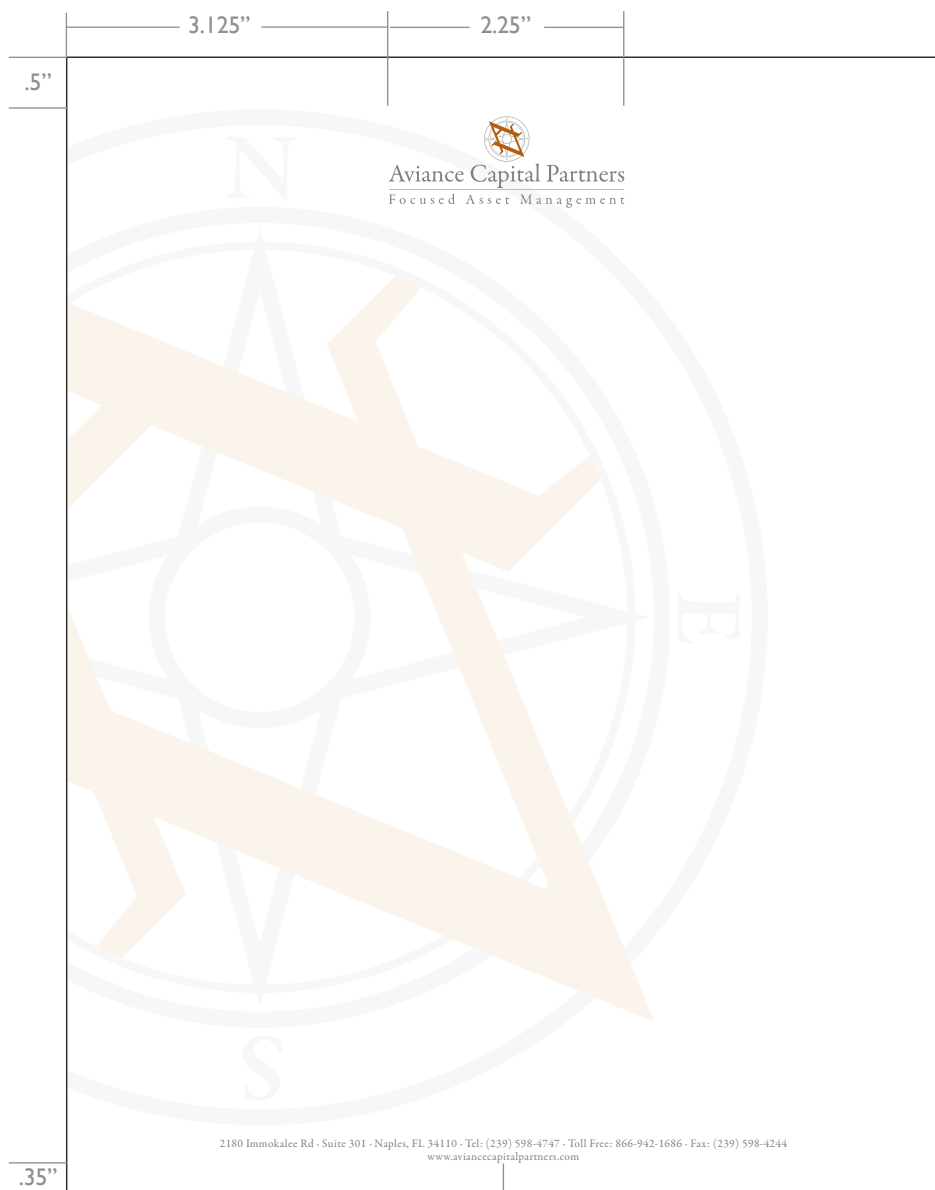 3.125” 2.25”
.5”
N
Aviance Capital Partners
Focused Asset Management
E
S
2180 Immokalee Rd · Suite 301 · Naples, FL 34110 · Tel: (239) 598-4747 · Toll Free: 866-942-1686 · Fax: (239) 598-4244
www.aviancecapitalpartners.com
.35”